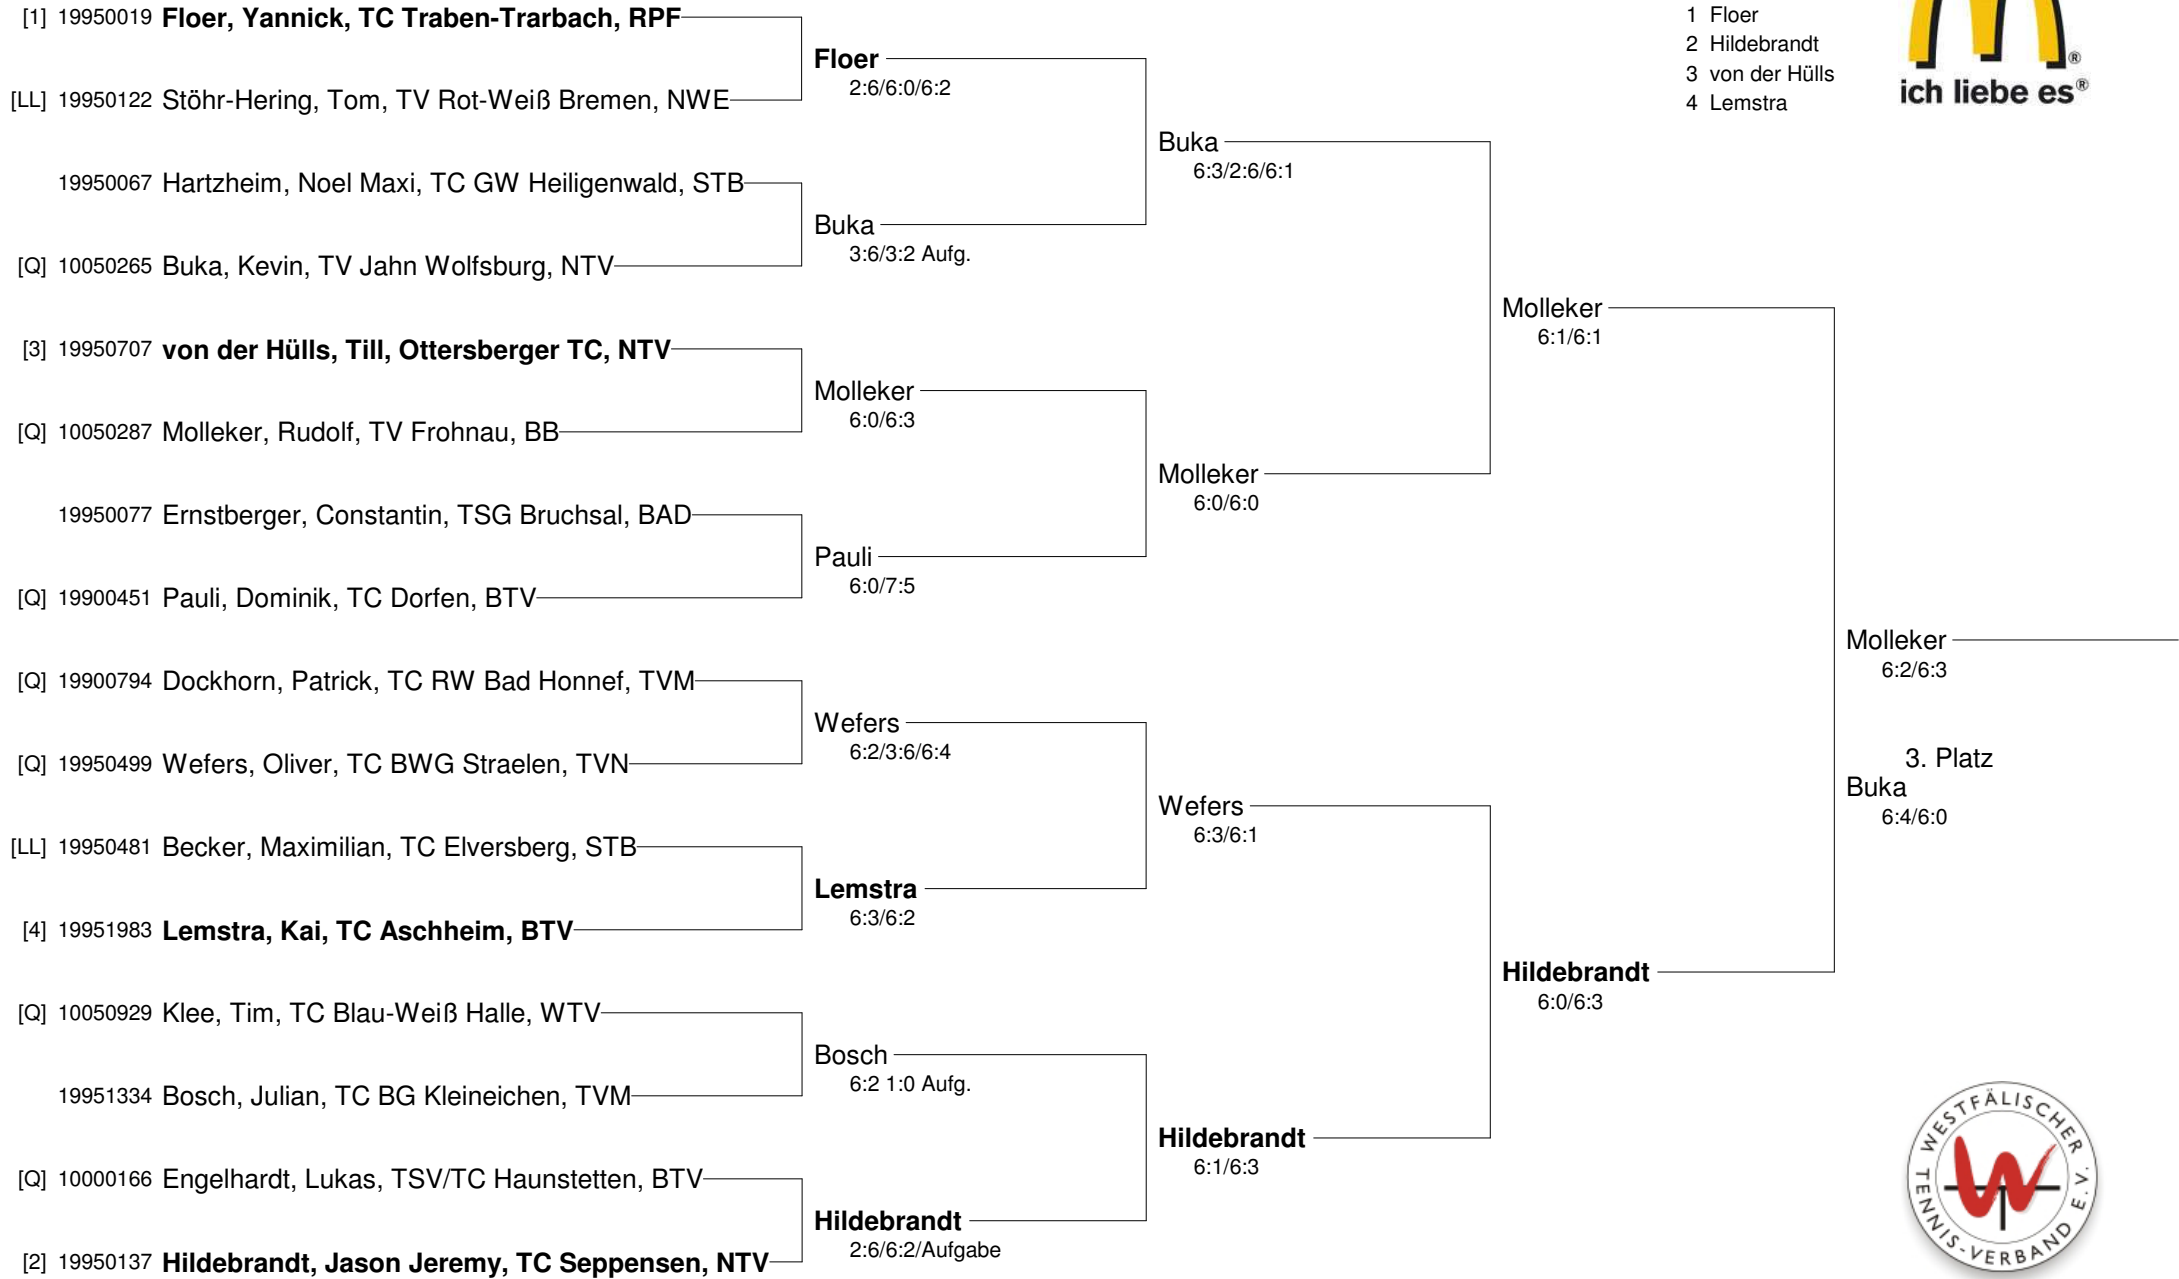 [1] 19950019 Floer, Yannick, TC Traben-Trarbach, RPF
Floer
2:6/6:0/6:2
[LL] 19950122 Stöhr-Hering, Tom, TV Rot-Weiß Bremen, NWE
Buka
6:3/2:6/6:1
19950067 Hartzheim, Noel Maxi, TC GW Heiligenwald, STB
Buka
3:6/3:2 Aufg.
[Q] 10050265 Buka, Kevin, TV Jahn Wolfsburg, NTV
Molleker
6:1/6:1
[3] 19950707 von der Hülls, Till, Ottersberger TC, NTV
Molleker
6:0/6:3
[Q] 10050287 Molleker, Rudolf, TV Frohnau, BB
Molleker
6:0/6:0
19950077 Ernstberger, Constantin, TSG Bruchsal, BAD
Pauli
6:0/7:5
[Q] 19900451 Pauli, Dominik, TC Dorfen, BTV
Molleker
6:2/6:3
[Q] 19900794 Dockhorn, Patrick, TC RW Bad Honnef, TVM
Wefers
6:2/3:6/6:4
[Q] 19950499 Wefers, Oliver, TC BWG Straelen, TVN
3. Platz
Buka
6:4/6:0
Wefers
6:3/6:1
[LL] 19950481 Becker, Maximilian, TC Elversberg, STB
Lemstra
6:3/6:2
[4] 19951983 Lemstra, Kai, TC Aschheim, BTV
Hildebrandt
6:0/6:3
[Q] 10050929 Klee, Tim, TC Blau-Weiß Halle, WTV
Bosch
6:2 1:0 Aufg.
19951334 Bosch, Julian, TC BG Kleineichen, TVM
Hildebrandt
6:1/6:3
[Q] 10000166 Engelhardt, Lukas, TSV/TC Haunstetten, BTV
Hildebrandt
2:6/6:2/Aufgabe
[2] 19950137 Hildebrandt, Jason Jeremy, TC Seppensen, NTV
1 Floer
2 Hildebrandt
3 von der Hülls
4 Lemstra
®
ich liebe es®
WESTFÄLISCHER
TENNIS-VERBAND E.V.